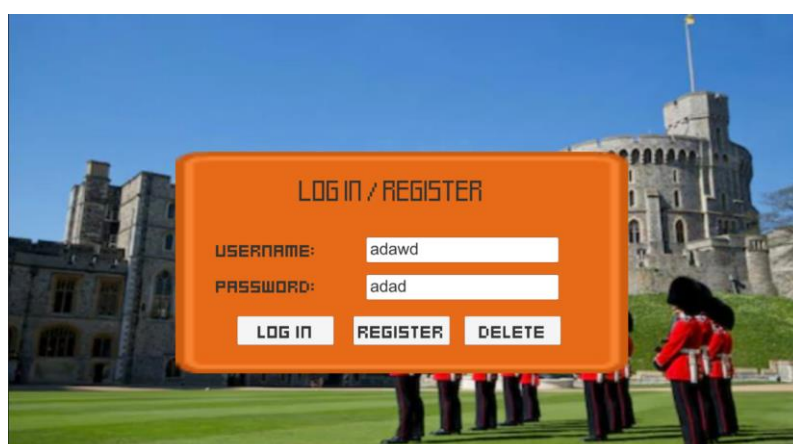 LOG IN / REGISTER
USERNAME: adawd
PASSWORD: adad
LOG IN REGISTER DELETE